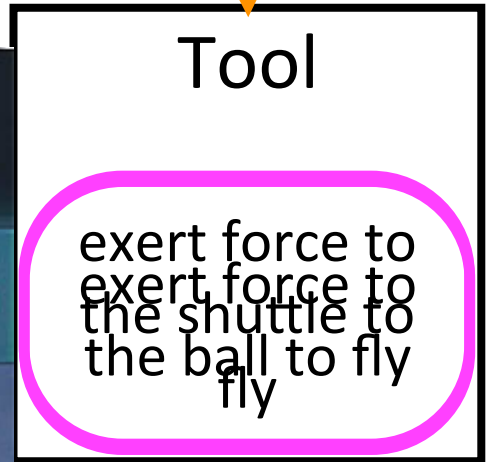 Tool
exert force to
exert force to
the shuttle to
the ball to fly
fly